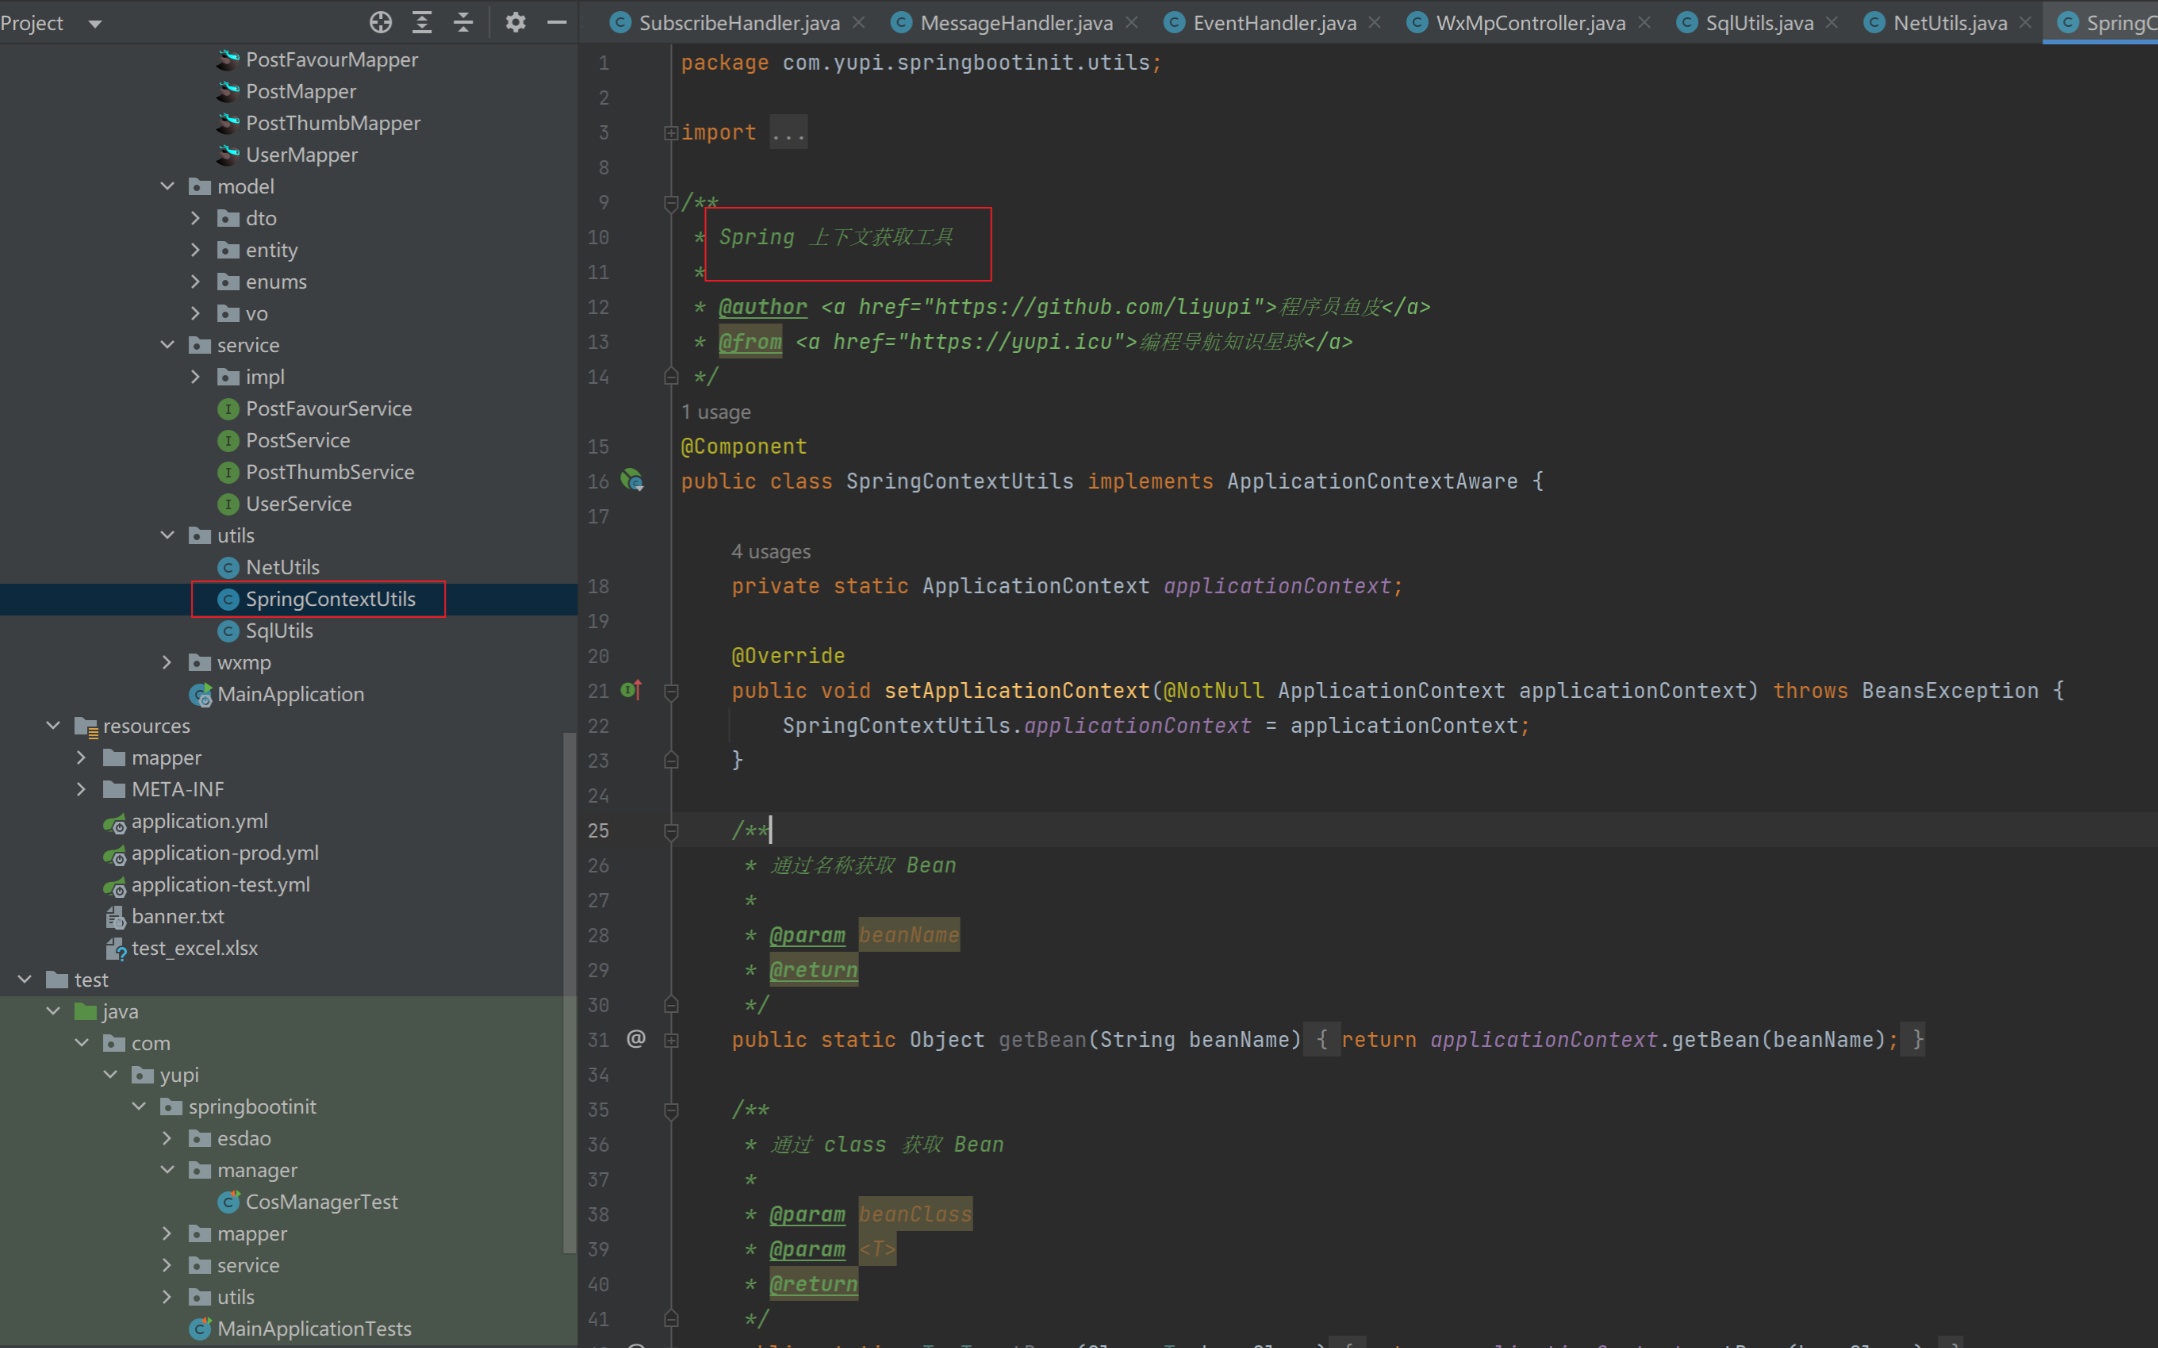 Project
SubscribeHandler.java
MessageHandler.java
EventHandler.java
WxMpController.java
SqlUtils.java
NetUtils.java
SpringC
PostFavourMapper
PostMapper
PostThumbMapper
UserMapper
model
dto
entity
enums
vo
service
impl
PostFavourService
PostService
PostThumbService
UserService
utils
NetUtils
SpringContextUtils
SqlUtils
wxmp
MainApplication
resources
mapper
META-INF
application.yml
application-prod.yml
application-test.yml
banner.txt
test_excel.xlsx
test
java
com
yupi
springbootinit
esdao
manager
CosManagerTest
mapper
service
utils
MainApplicationTests
1 package com.yupi.springbootinit.utils;
2
3 import ...
8
9 /**
10 * Spring 上下文获取工具
11 *
12 * @author <a href="https://github.com/liyupi">程序员鱼皮</a>
13 * @from <a href="https://yupi.icu">编程导航知识星球</a>
14 */
1 usage
15 @Component
16 public class SpringContextUtils implements ApplicationContextAware {
17
4 usages
18 private static ApplicationContext applicationContext;
19
20 @Override
21 public void setApplicationContext(@NotNull ApplicationContext applicationContext) throws BeansException {
22 SpringContextUtils.applicationContext = applicationContext;
23 }
24
25 /**
26 * 通过名称获取 Bean
27 *
28 * @param beanName
29 * @return
30 */
31 public static Object getBean(String beanName) { return applicationContext.getBean(beanName); }
34
35 /**
36 * 通过 class 获取 Bean
37 *
38 * @param beanClass
39 * @param <T>
40 * @return
41 */